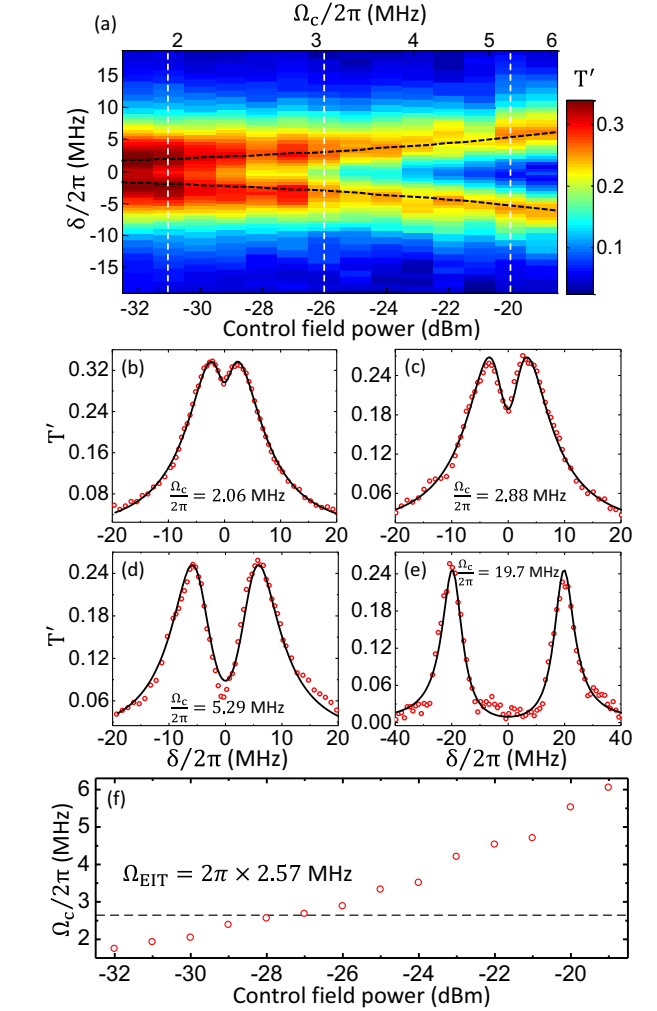 (a)
Ω_c/2π (MHz)
2 3 4 5 6
T′
δ/2π (MHz)
15
10
5
0
-5
-10
-15
0.3
0.2
0.1
-32 -30 -28 -26 -24 -22 -20
Control field power (dBm)
(b)
T′
0.32
0.24
0.16
0.08
Ω_c/2π = 2.06 MHz
-20 -10 0 10 20
(c)
0.24
0.18
0.12
0.06
Ω_c/2π = 2.88 MHz
-20 -10 0 10 20
(d)
T′
0.24
0.18
0.12
0.06
Ω_c/2π = 5.29 MHz
-20 -10 0 10 20
δ/2π (MHz)
(e)
Ω_c/2π = 19.7 MHz
0.24
0.18
0.12
0.06
0.00
-40 -20 0 20 40
δ/2π (MHz)
(f)
Ω_c/2π (MHz)
6
5
4
3
2
Ω_EIT = 2π × 2.57 MHz
-32 -30 -28 -26 -24 -22 -20
Control field power (dBm)